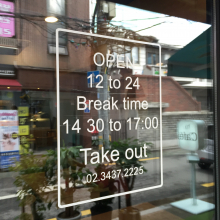 OPEN
12 to 24
Break time
14 30 to 17:00
Take out
02.3437.2225